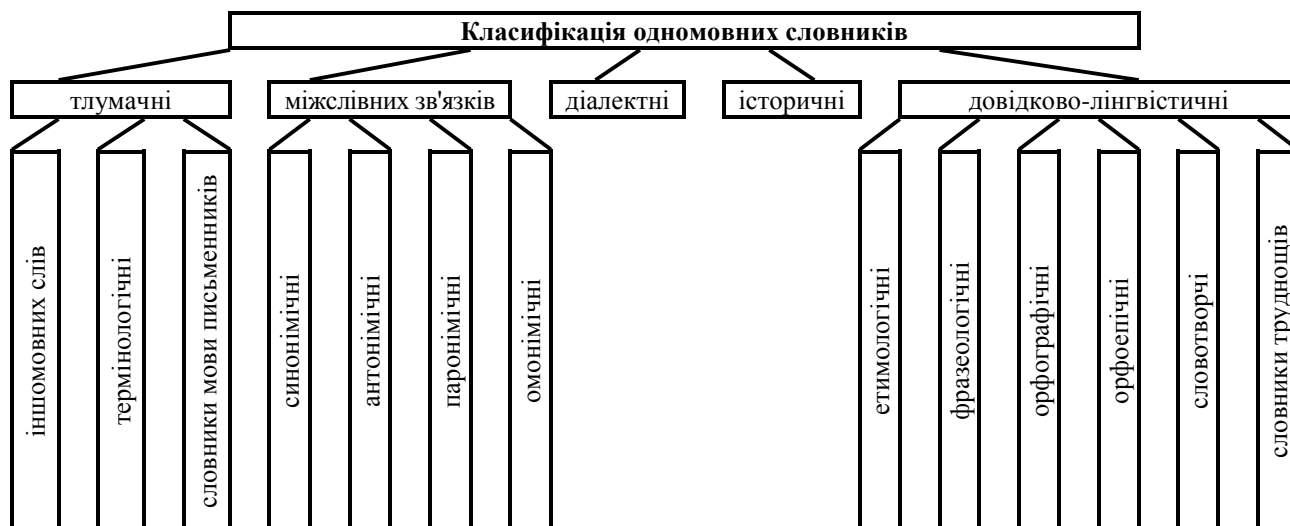 Класифікація одномовних словників
тлумачні
міжслівних зв'язків
діалектні
історичні
довідково-лінгвістичні
іншомовних слів
термінологічні
словники мови письменників
синонімічні
антонімічні
паронімічні
омонімічні
етимологічні
фразеологічні
орфографічні
орфоепічні
словотворчі
словники труднощів